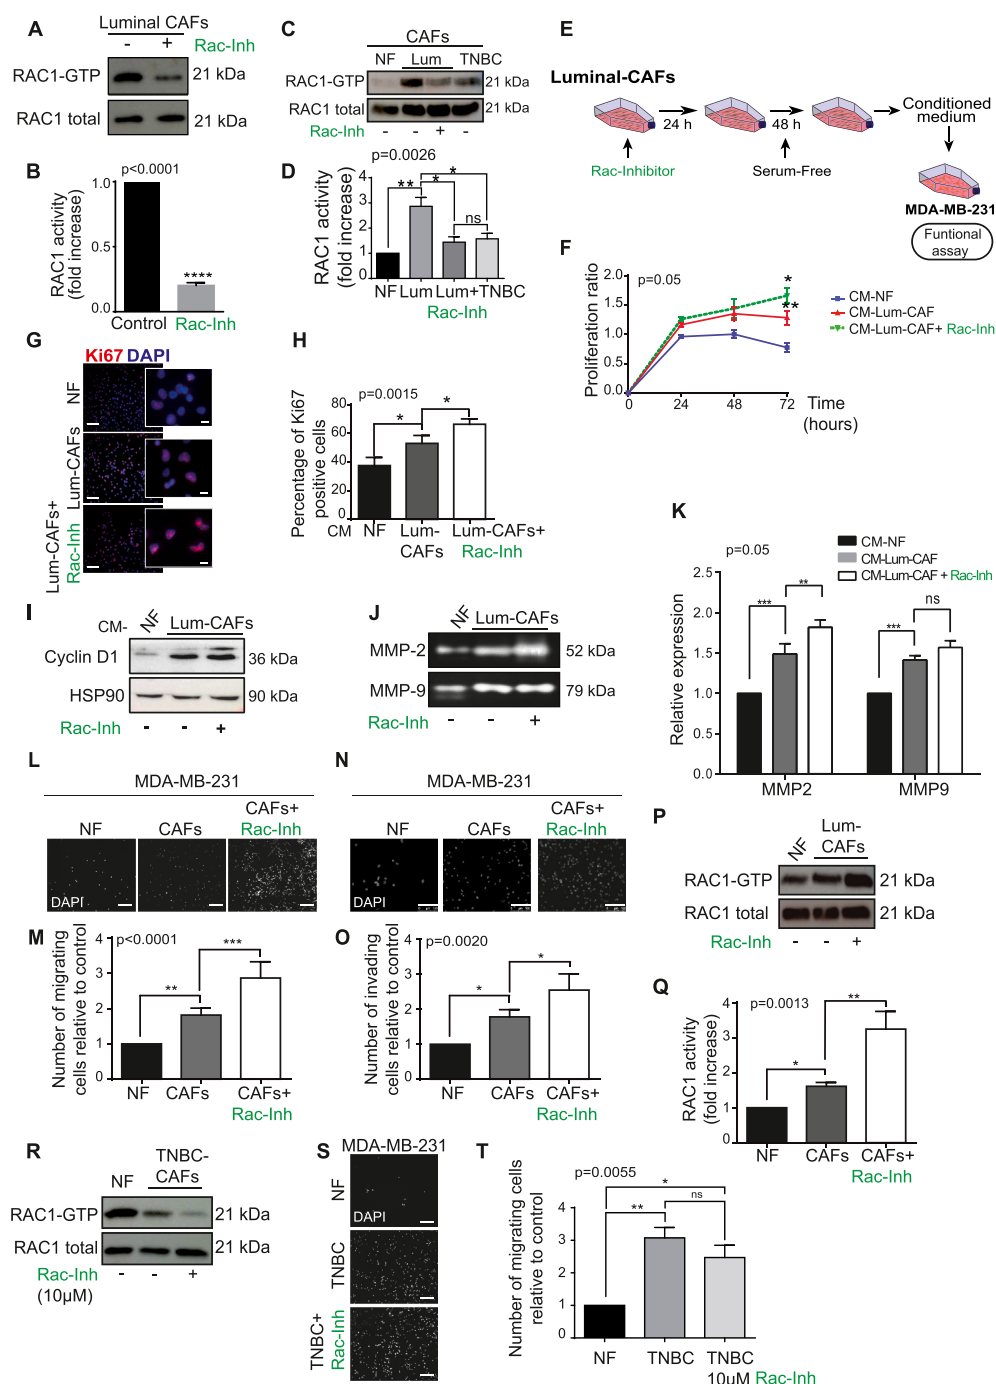 A
Luminal CAFs
- + Rac-Inh
RAC1-GTP 21 kDa
RAC1 total 21 kDa
B
p<0.0001
RAC1 activity
(fold increase)
1.0
0.5
0.0
****
Control Rac-Inh
C
CAFs
NF Lum TNBC
RAC1-GTP 21 kDa
RAC1 total 21 kDa
Rac-Inh - - + -
D
p=0.0026
RAC1 activity
(fold increase)
4
3
2
1
0
** * *
ns
NF Lum Lum+ TNBC
Rac-Inh
E
Luminal-CAFs
24 h
48 h
Conditioned
medium
Rac-Inhibitor
Serum-Free
MDA-MB-231
Funtional
assay
F
Proliferation ratio
2.0
1.5
1.0
0.5
0.0
p=0.05
*
**
0 24 48 72
Time
(hours)
CM-NF
CM-Lum-CAF
CM-Lum-CAF+ Rac-Inh
G
Ki67 DAPI
NF
Lum-CAFs
Lum-CAFs+
Rac-Inh
H
p=0.0015
Percentage of Ki67
positive cells
80
60
40
20
0
* *
CM NF Lum-
CAFs
Lum-CAFs+
Rac-Inh
I
CM- NF Lum-CAFs
Cyclin D1 36 kDa
HSP90 90 kDa
Rac-Inh - - +
J
NF Lum-CAFs
MMP-2 52 kDa
MMP-9 79 kDa
Rac-Inh - - +
K
CM-NF
CM-Lum-CAF
CM-Lum-CAF + Rac-Inh
p=0.05
Relative expression
2.5
2.0
1.5
1.0
0.5
0.0
*** **
*** ns
MMP2 MMP9
L
MDA-MB-231
NF CAFs CAFs+
Rac-Inh
DAPI
M
p<0.0001
Number of migrating
cells relative to control
4
3
2
1
0
** ***
NF CAFs CAFs+
Rac-Inh
N
MDA-MB-231
NF CAFs CAFs+
Rac-Inh
DAPI
O
p=0.0020
Number of invading
cells relative to control
4
3
2
1
0
* *
NF CAFs CAFs+
Rac-Inh
P
NF Lum-
CAFs
RAC1-GTP 21 kDa
RAC1 total 21 kDa
Rac-Inh - - +
Q
p=0.0013
RAC1 activity
(fold increase)
4
3
2
1
0
* **
NF CAFs CAFs+
Rac-Inh
R
NF TNBC-
CAFs
RAC1-GTP 21 kDa
RAC1 total 21 kDa
Rac-Inh - - +
(10µM)
S
MDA-MB-231
NF
DAPI
TNBC
TNBC+
Rac-Inh
T
p=0.0055
Number of migrating cells
relative to control
4
3
2
1
0
*
** ns
NF TNBC TNBC
10µM Rac-Inh